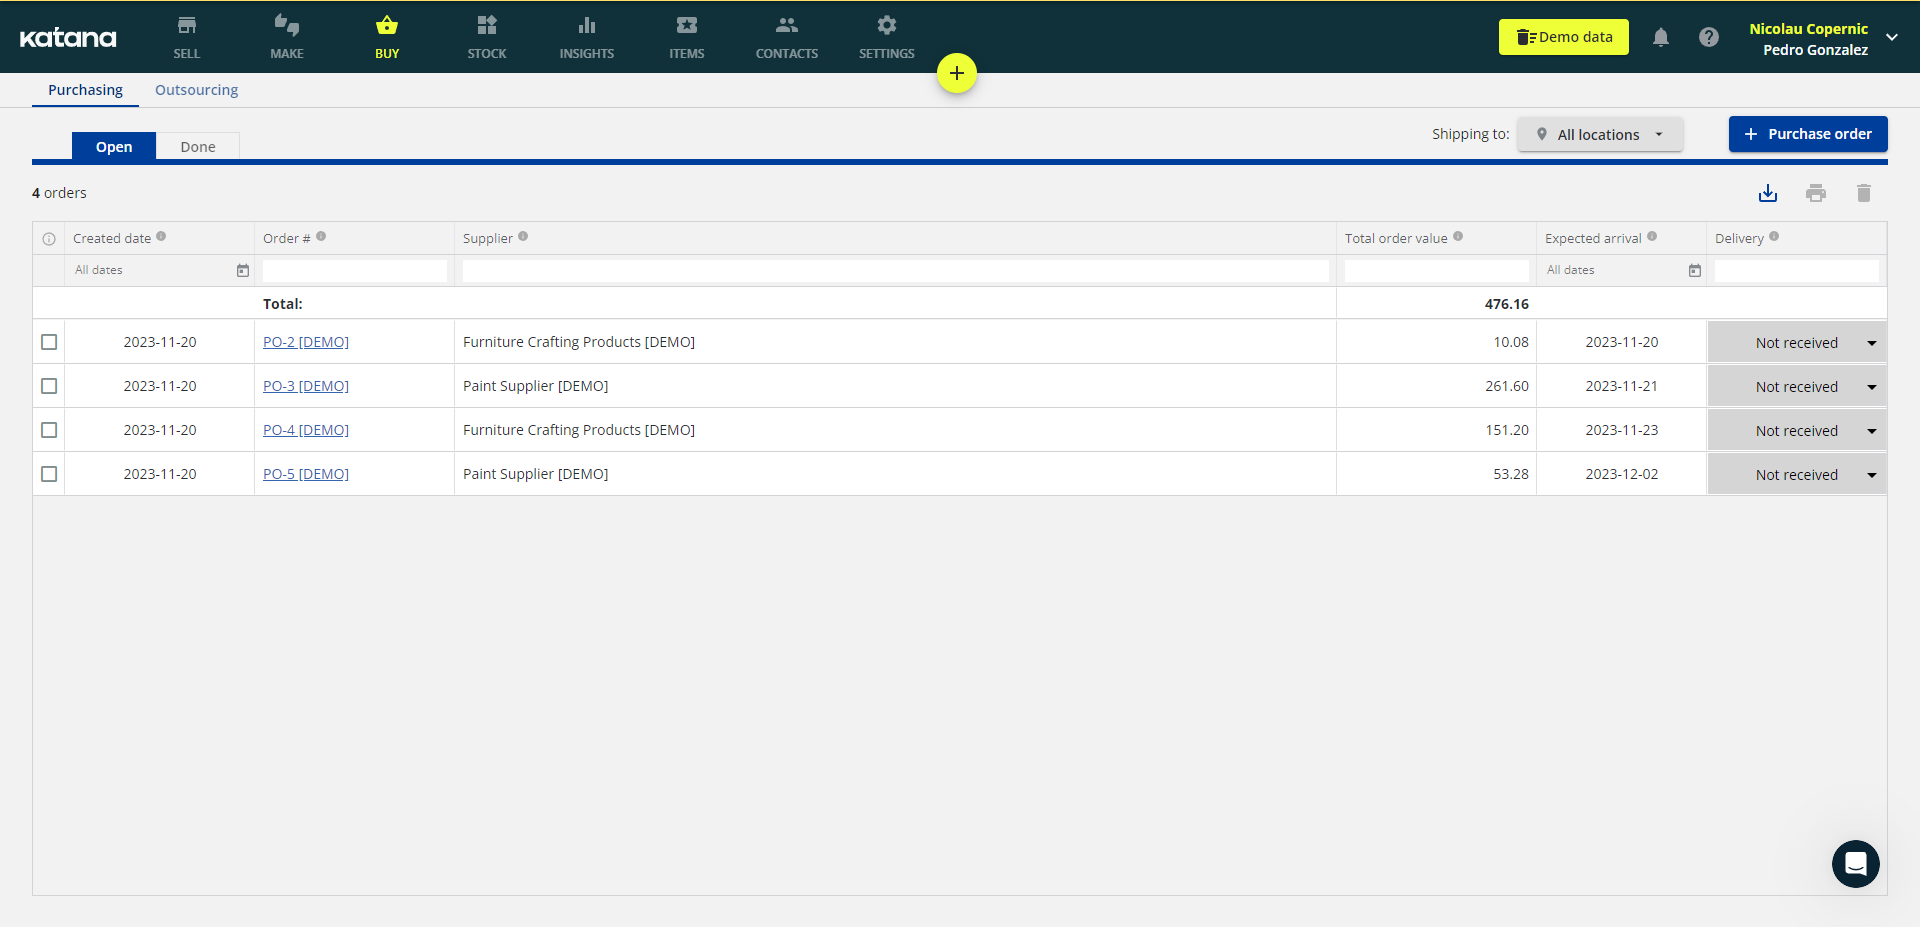 katana
SELL
MAKE
BUY
STOCK
INSIGHTS
ITEMS
CONTACTS
SETTINGS
Demo data
Nicolau Copernic
Pedro Gonzalez
Purchasing
Outsourcing
Open
Done
Shipping to:
All locations
Purchase order
4 orders
Created date
Order #
Supplier
Total order value
Expected arrival
Delivery
All dates
All dates
Total:
476.16
2023-11-20 PO-2 [DEMO] Furniture Crafting Products [DEMO] 10.08 2023-11-20 Not received
2023-11-20 PO-3 [DEMO] Paint Supplier [DEMO] 261.60 2023-11-21 Not received
2023-11-20 PO-4 [DEMO] Furniture Crafting Products [DEMO] 151.20 2023-11-23 Not received
2023-11-20 PO-5 [DEMO] Paint Supplier [DEMO] 53.28 2023-12-02 Not received